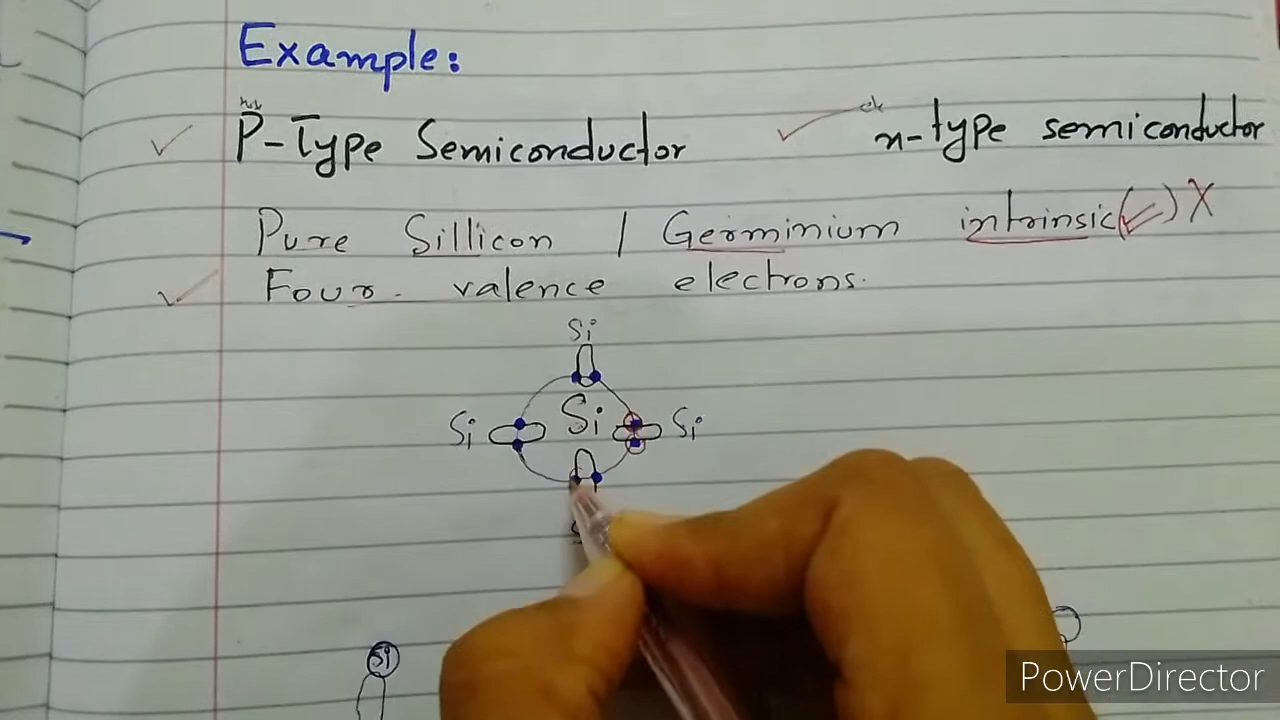 Example:
P-Type Semiconductor n-type semiconductor
Pure Sillicon / Germinium intrinsic(✓) X
Four valence electrons.
Si
Si Si Si
Si
PowerDirector